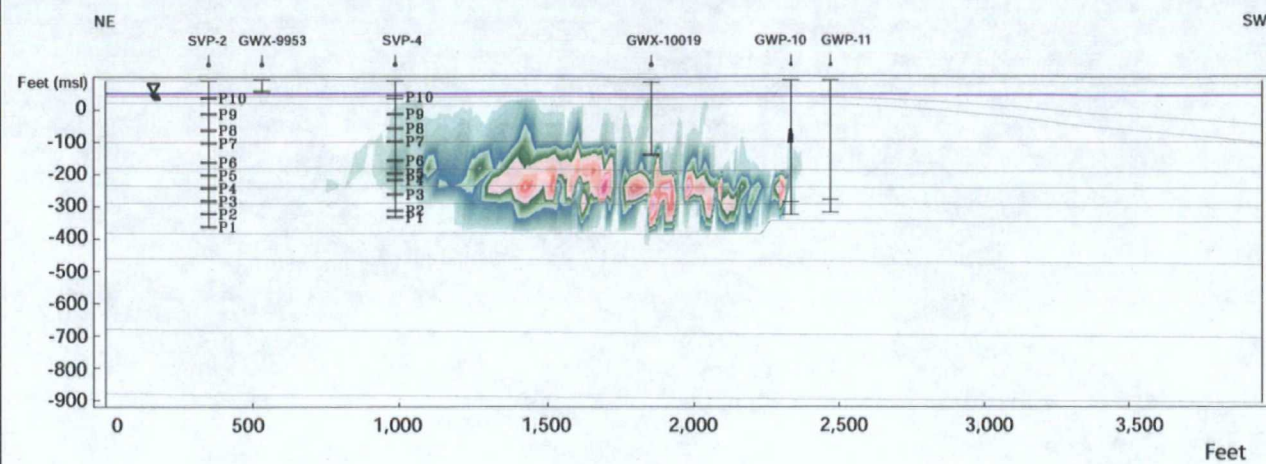 NE
SW
SVP-2 GWX-9953 SVP-4 GWX-10019 GWP-10 GWP-11
Feet (msl)
0
-100
-200
-300
-400
-500
-600
-700
-800
-900
P10
P9
P8
P7
P6
P5
P4
P3
P2
P1
P10
P9
P8
P7
P6
P3
P2
P1
0 500 1,000 1,500 2,000 2,500 3,000 3,500
Feet